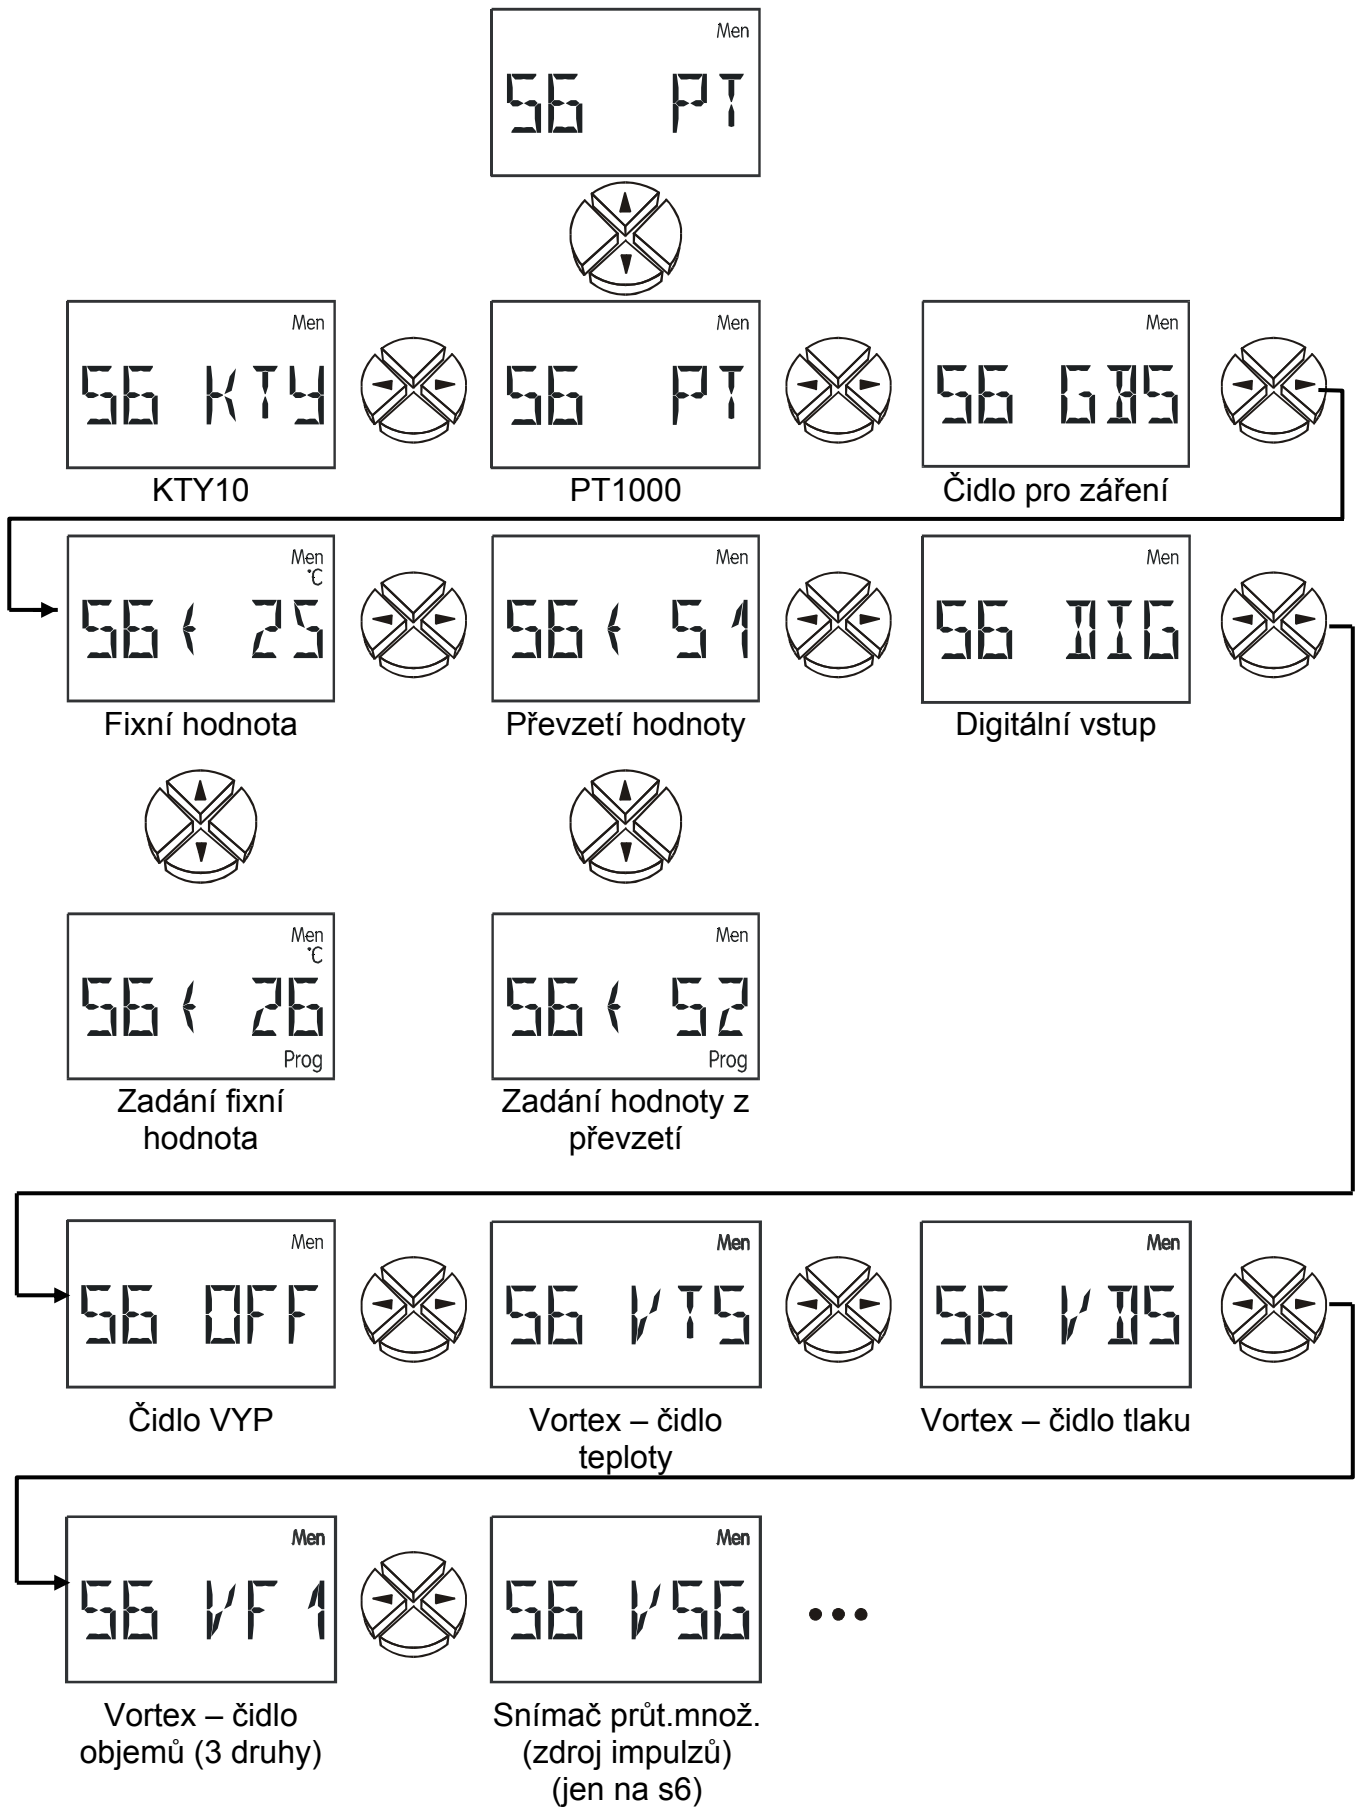 Men
S6 PT
Men
S6 KTY
KTY10
Men
S6 PT
PT1000
Men
S6 GBS
Čidlo pro záření
Men
°C
S6 < 25
Fixní hodnota
Men
S6 < S1
Převzetí hodnoty
Men
S6 DIG
Digitální vstup
Men
°C
S6 < 26
Prog
Zadání fixní
hodnota
Men
S6 < S2
Prog
Zadání hodnoty z
převzetí
Men
S6 OFF
Čidlo VYP
Men
S6 VTS
Vortex – čidlo
teploty
Men
S6 VDS
Vortex – čidlo tlaku
Men
S6 VF1
Vortex – čidlo
objemů (3 druhy)
Men
S6 VSG
Snímač průt.množ.
(zdroj impulzů)
(jen na s6)
•••